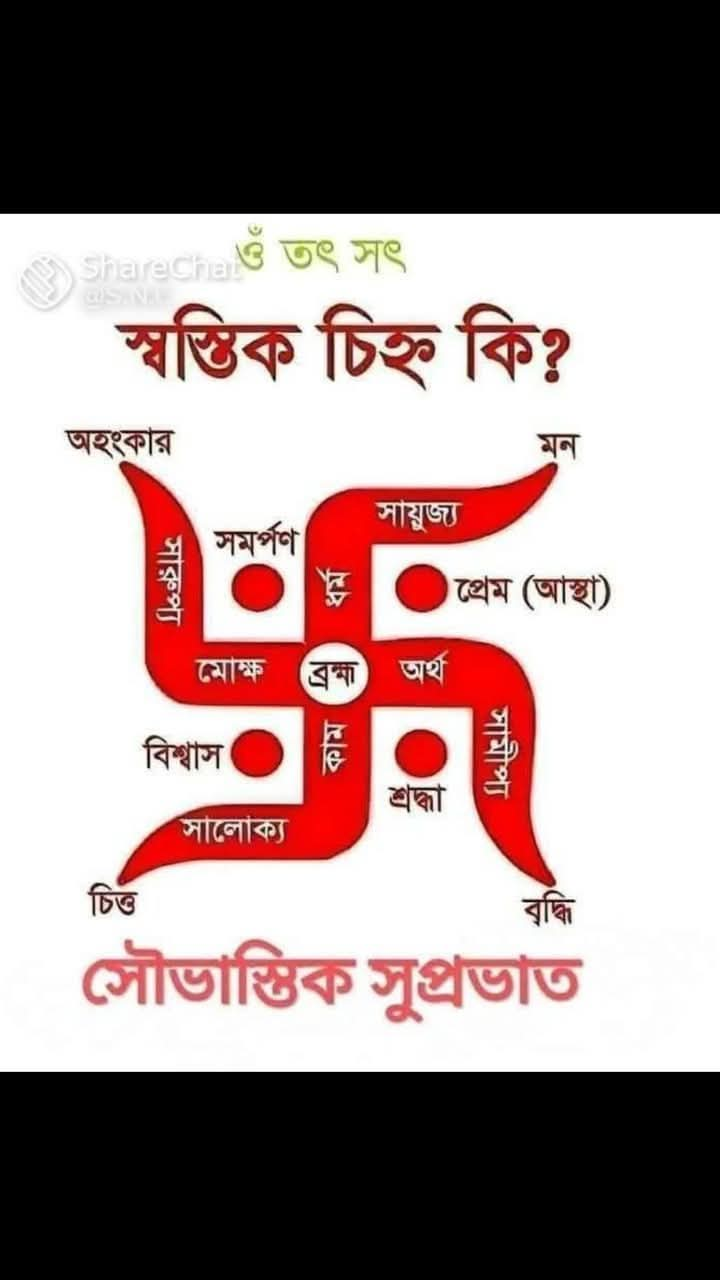 ওঁ তৎ সৎ
ShareChat
স্বস্তিক চিহ্ন কি?
অহংকার
মন
সাযুজ্য
সমর্পণ
সারুপ্য
ধর্ম
প্রেম (আস্থা)
মোক্ষ
ব্রহ্ম
অর্থ
বিশ্বাস
কাম
সামীপ্য
শ্রদ্ধা
সালোক্য
চিত্ত
বৃদ্ধি
সৌভাস্তিক সুপ্রভাত